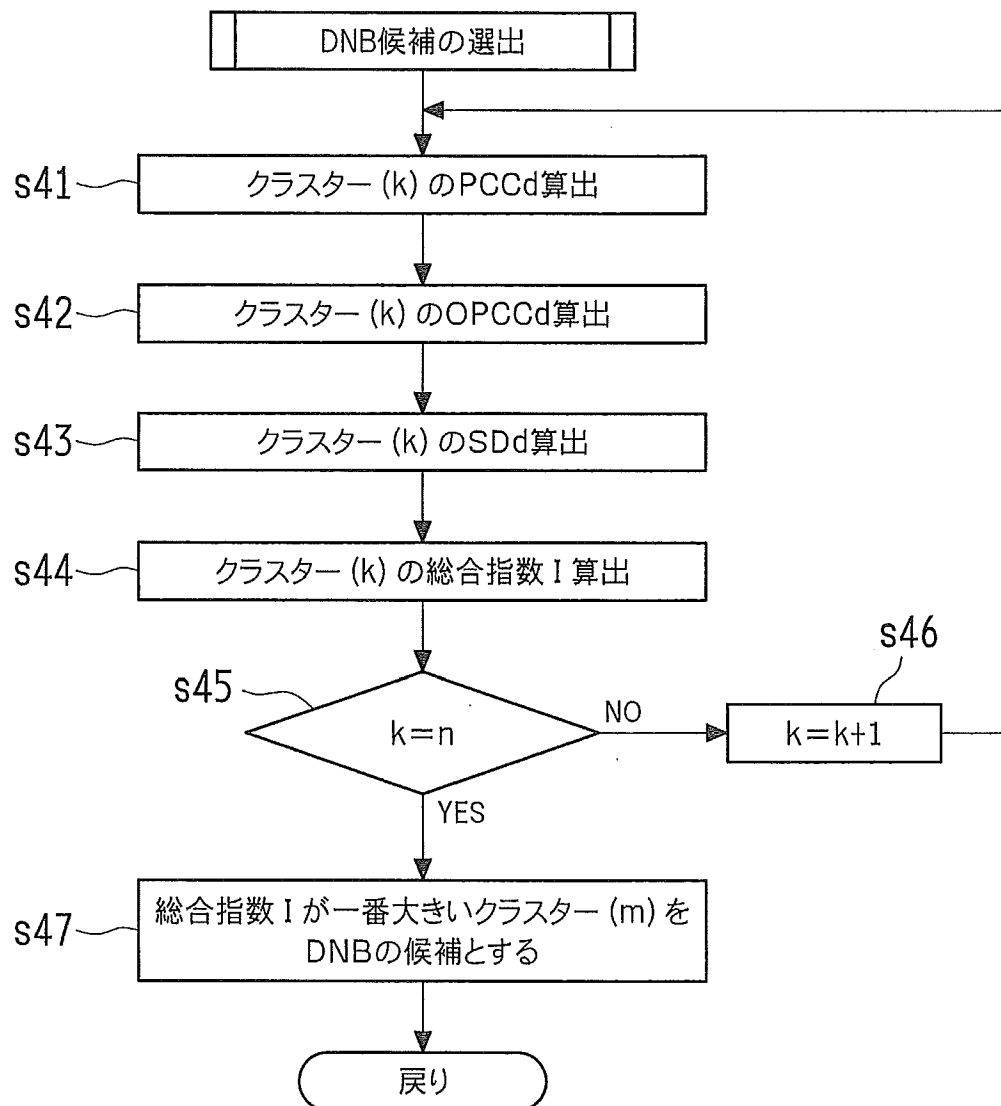 DNB候補の選出
s41
クラスター(k)のPCCd算出
s42
クラスター(k)のOPCCd算出
s43
クラスター(k)のSDd算出
s44
クラスター(k)の総合指数I算出
s45
k=n
NO
s46
k=k+1
YES
s47
総合指数Iが一番大きいクラスター(m)を
DNBの候補とする
戻り